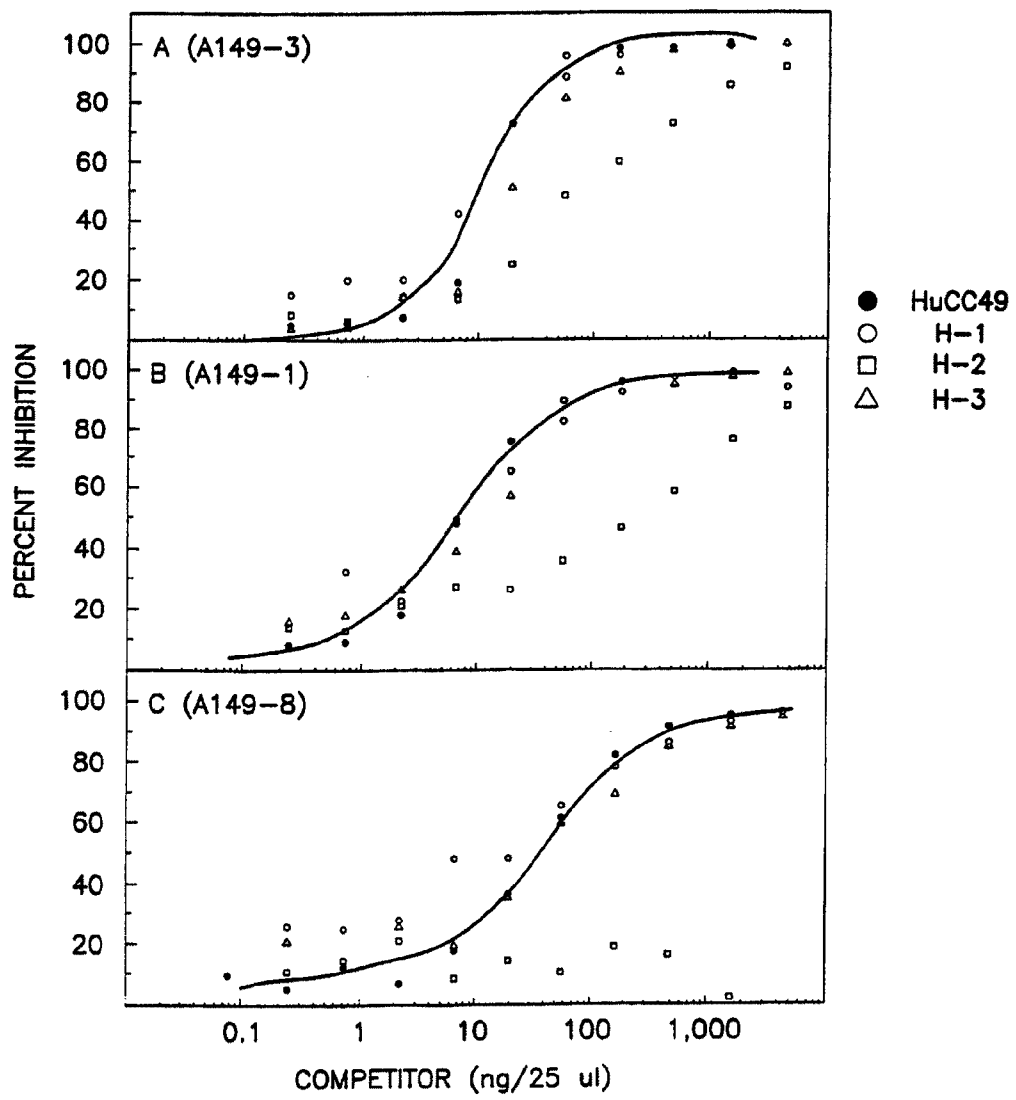 A (A149-3)
100
80
60
40
20
B (A149-1)
100
80
60
40
20
C (A149-8)
100
80
60
40
20
PERCENT INHIBITION
0.1 1 10 100 1,000
COMPETITOR (ng/25 ul)
HuCC49
H-1
H-2
H-3